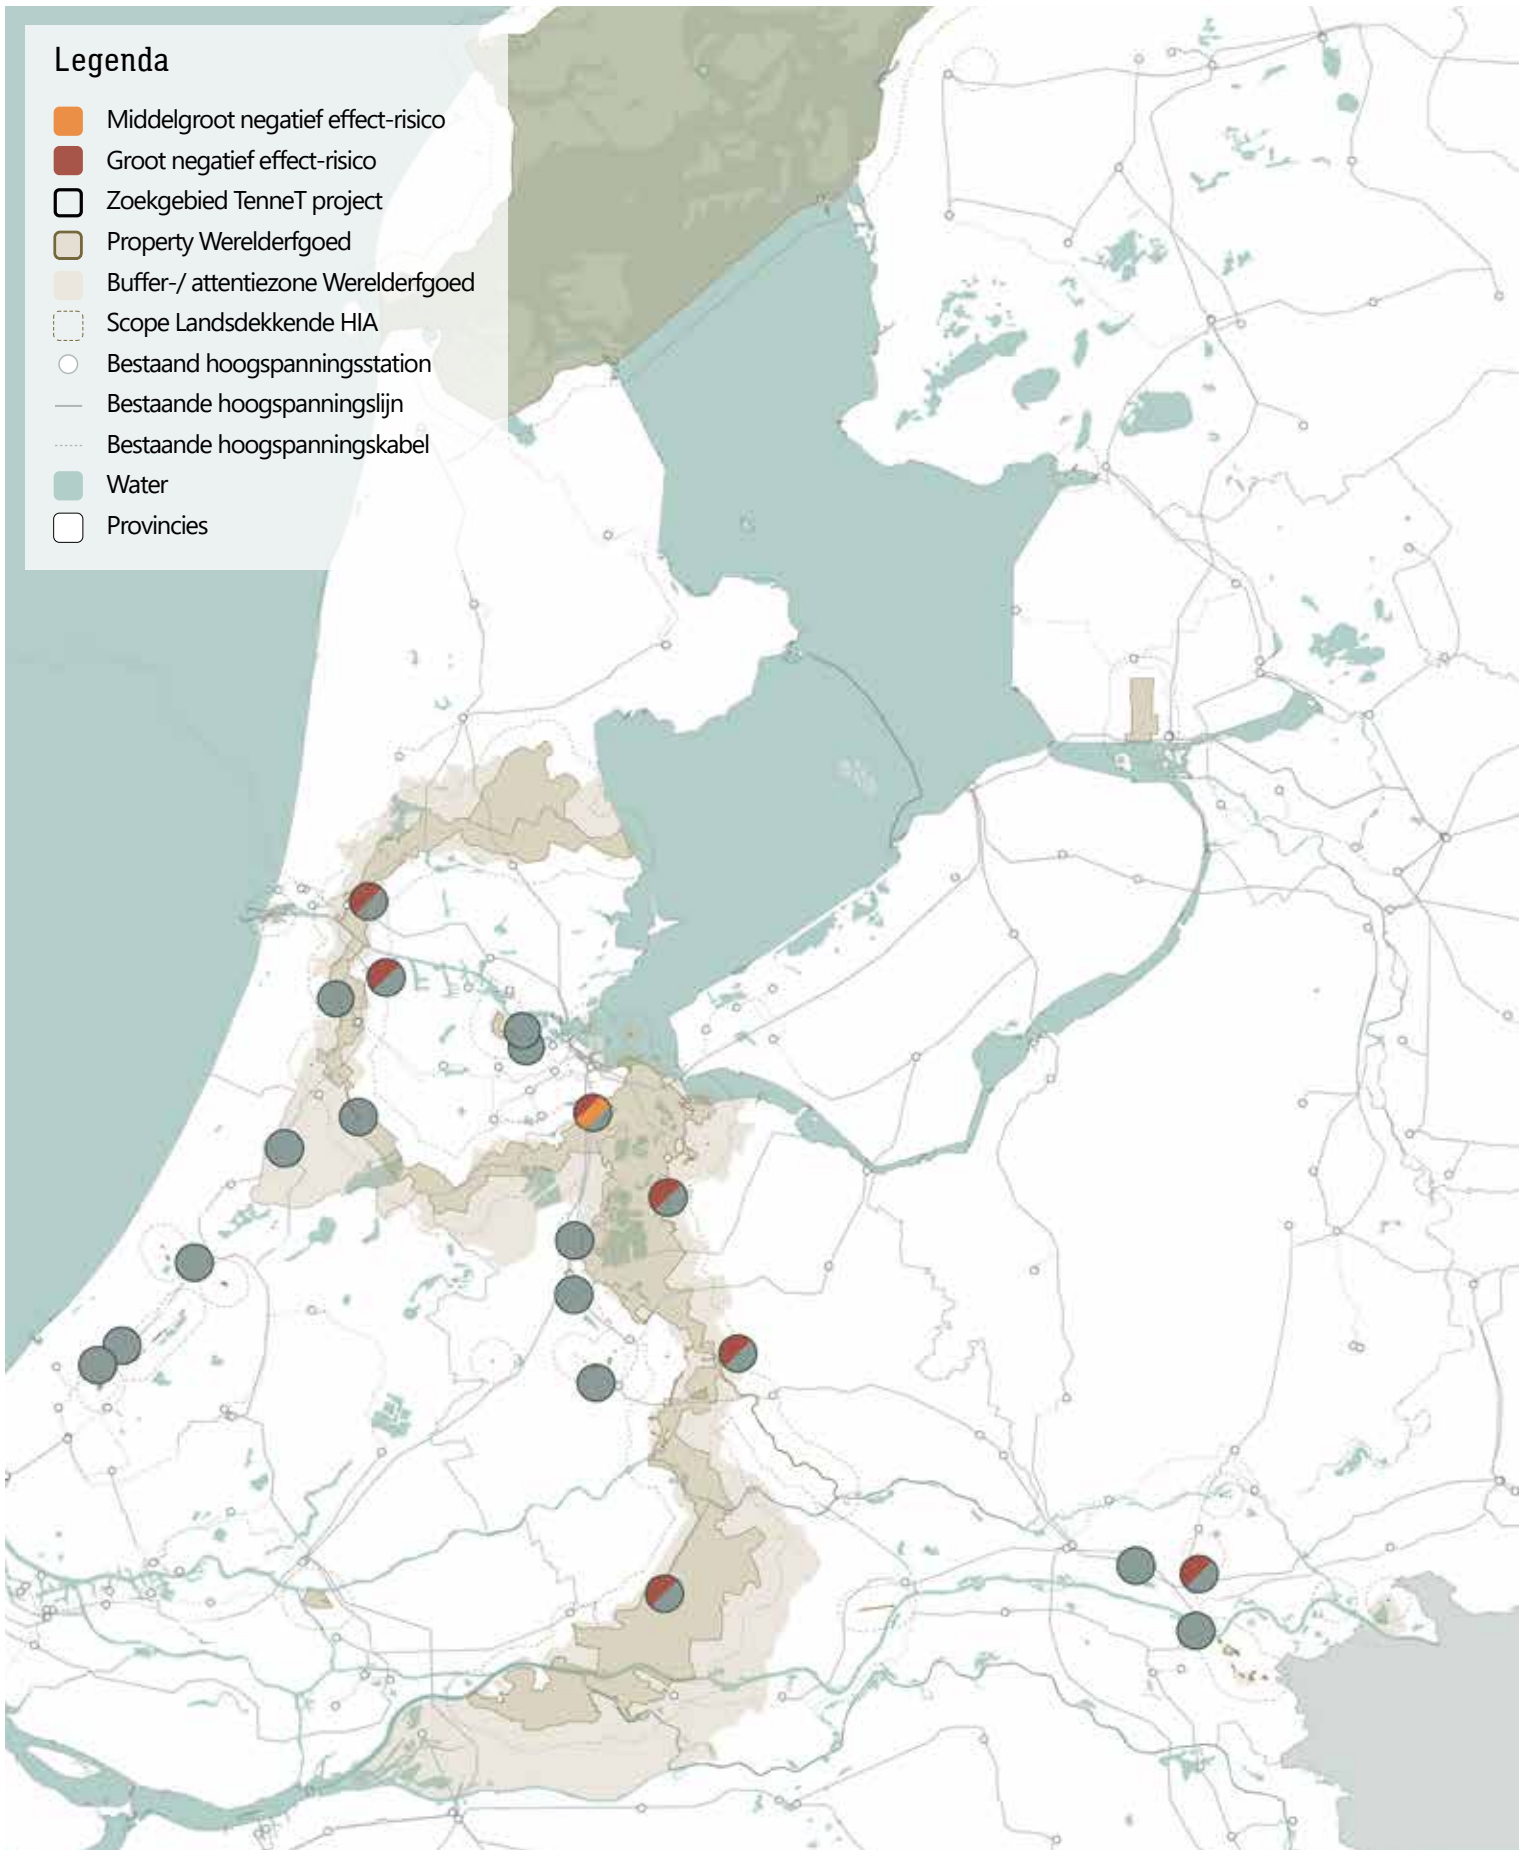 Legenda
Middelgroot negatief effect-risico
Groot negatief effect-risico
Zoekgebied TenneT project
Property Werelderfgoed
Buffer-/ attentiezone Werelderfgoed
Scope Landsdekkende HIA
Bestaand hoogspanningsstation
Bestaande hoogspanningslijn
Bestaande hoogspanningskabel
Water
Provincies